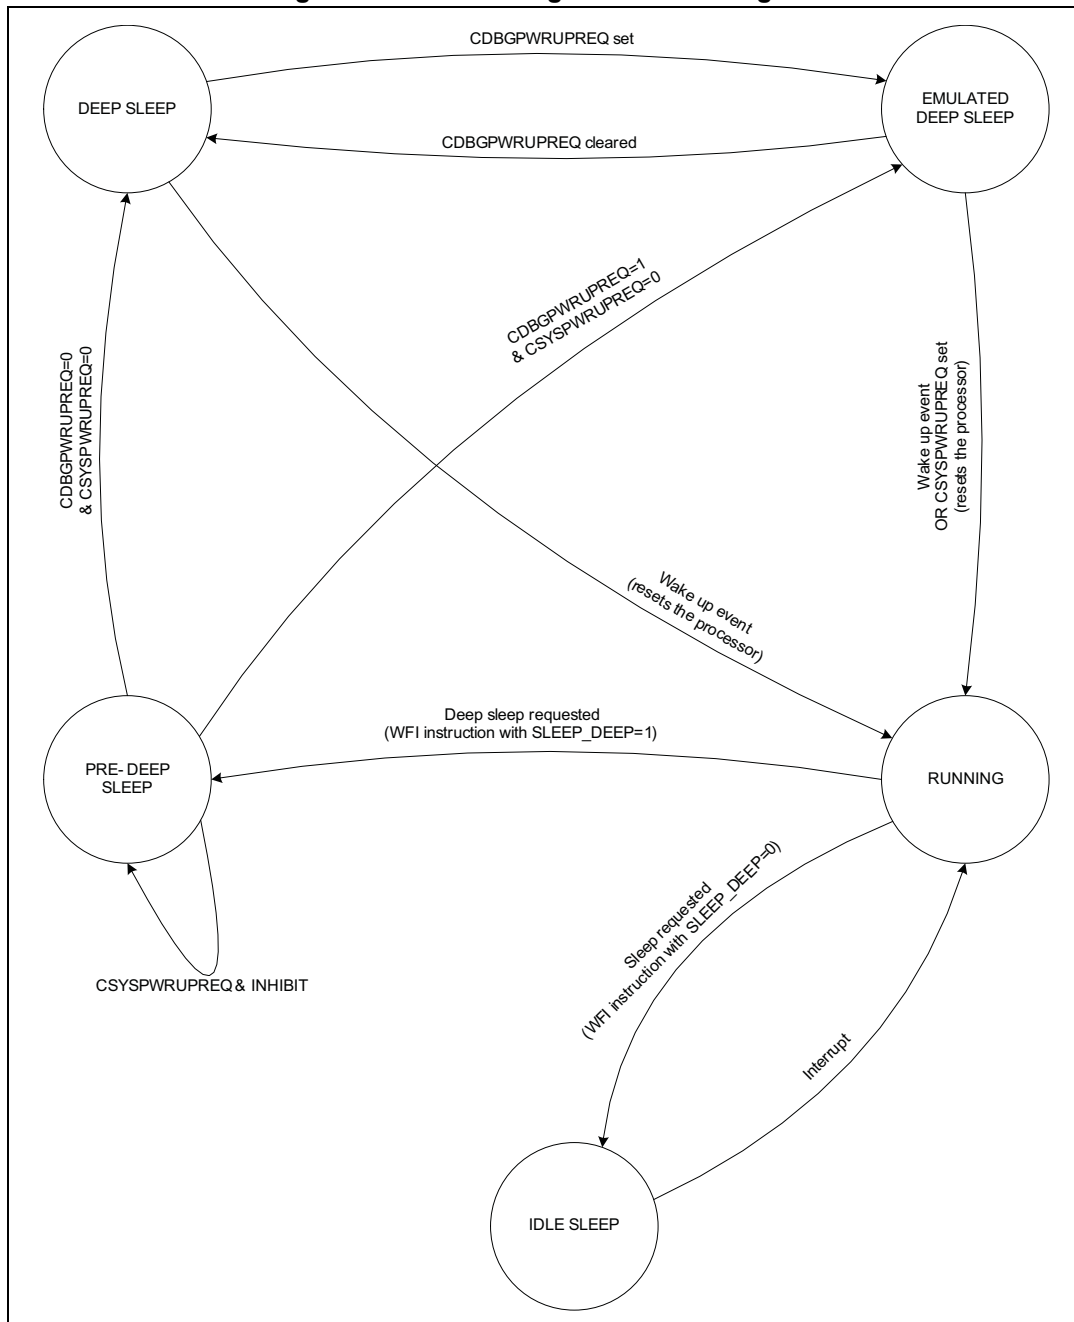 CDBGPWRUPREQ set
DEEP SLEEP
EMULATED
DEEP SLEEP
CDBGPWRUPREQ cleared
CDBGPWRUPREQ=1
& CSYSPWRUPREQ=0
CDBGPWRUPREQ=0
& CSYSPWRUPREQ=0
Wake up event
OR CSYSPWRUPREQ set
(resets the processor)
Wake up event
(resets the processor)
Deep sleep requested
(WFI instruction with SLEEP_DEEP=1)
PRE- DEEP
SLEEP
RUNNING
Sleep requested
(WFI instruction with SLEEP_DEEP=0)
CSYSPWRUPREQ & INHIBIT
Interrupt
IDLE SLEEP